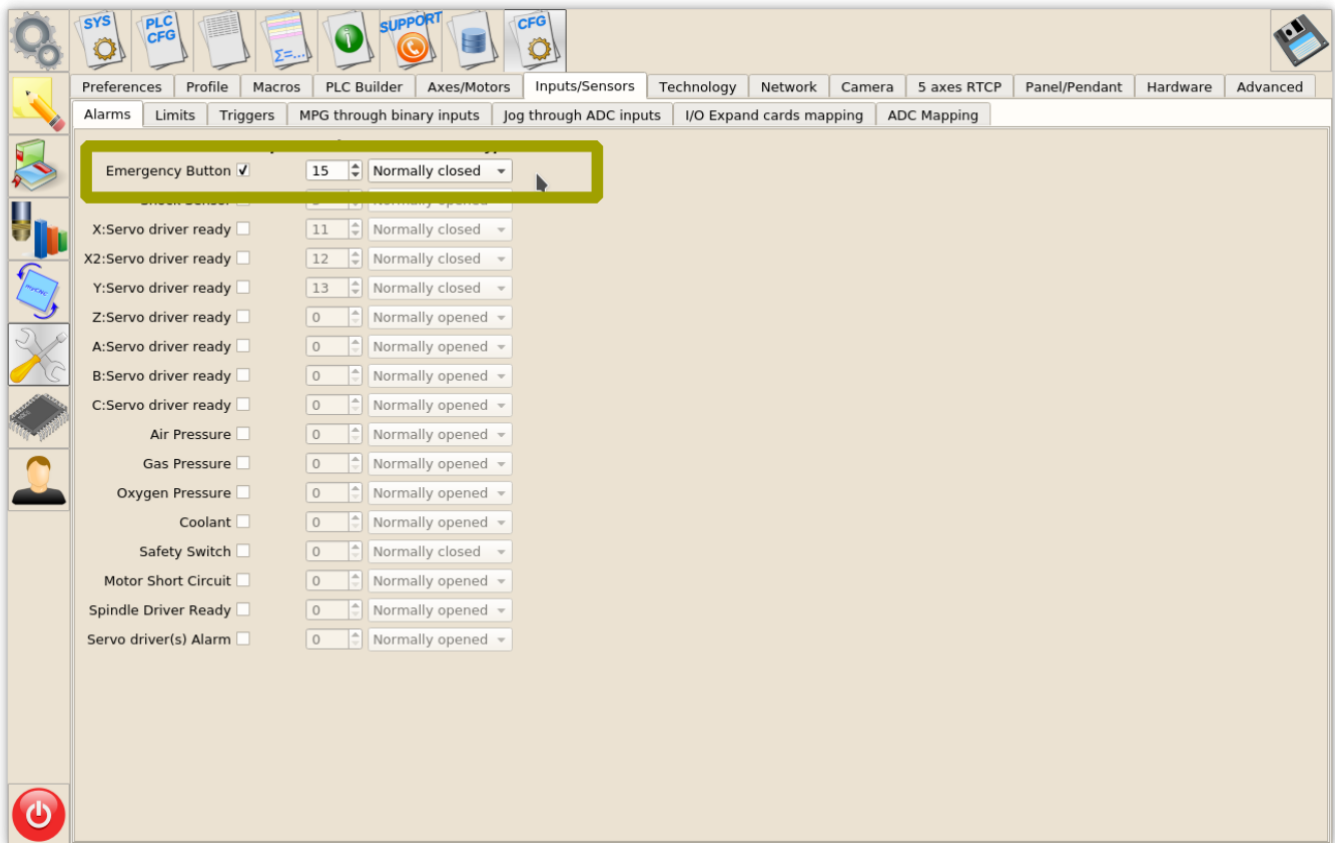 SYS PLC CFG Σ=... SUPPORT CFG
Preferences Profile Macros PLC Builder Axes/Motors Inputs/Sensors Technology Network Camera 5 axes RTCP Panel/Pendant Hardware Advanced
Alarms Limits Triggers MPG through binary inputs Jog through ADC inputs I/O Expand cards mapping ADC Mapping
Emergency Button 15 Normally closed
X:Servo driver ready 11 Normally closed
X2:Servo driver ready 12 Normally closed
Y:Servo driver ready 13 Normally closed
Z:Servo driver ready 0 Normally opened
A:Servo driver ready 0 Normally opened
B:Servo driver ready 0 Normally opened
C:Servo driver ready 0 Normally opened
Air Pressure 0 Normally opened
Gas Pressure 0 Normally opened
Oxygen Pressure 0 Normally opened
Coolant 0 Normally opened
Safety Switch 0 Normally closed
Motor Short Circuit 0 Normally opened
Spindle Driver Ready 0 Normally opened
Servo driver(s) Alarm 0 Normally opened
myCNC